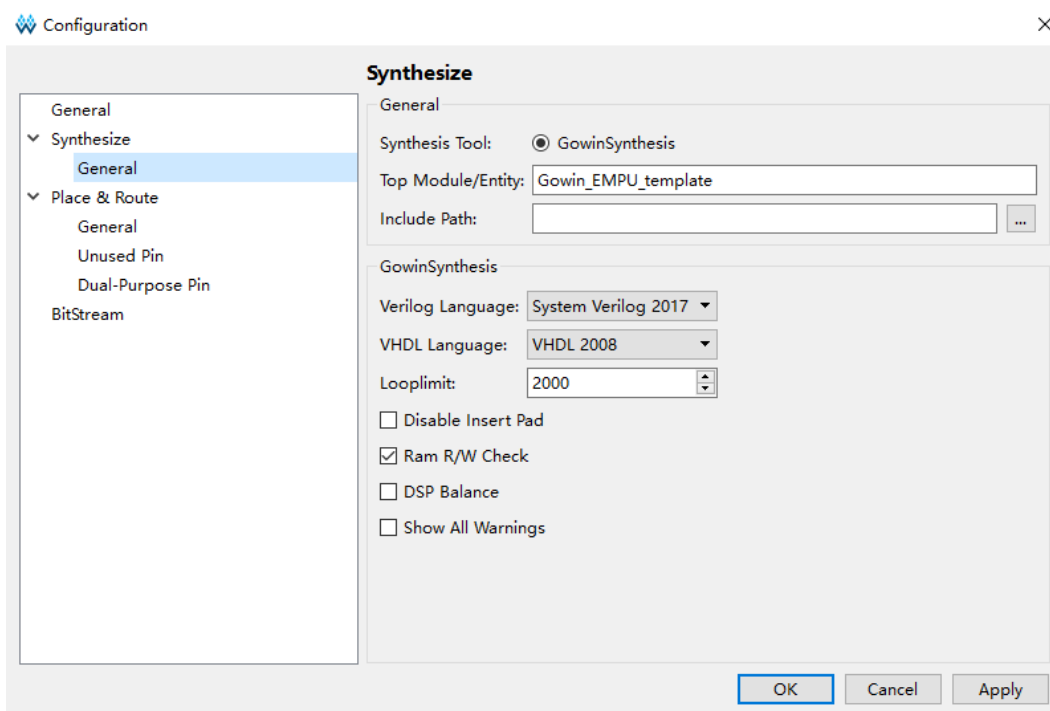 Configuration
General
Synthesize
General
Place & Route
General
Unused Pin
Dual-Purpose Pin
BitStream
Synthesize
General
Synthesis Tool: GowinSynthesis
Top Module/Entity: Gowin_EMPU_template
Include Path: ...
GowinSynthesis
Verilog Language: System Verilog 2017
VHDL Language: VHDL 2008
Looplimit: 2000
Disable Insert Pad
Ram R/W Check
DSP Balance
Show All Warnings
OK Cancel Apply